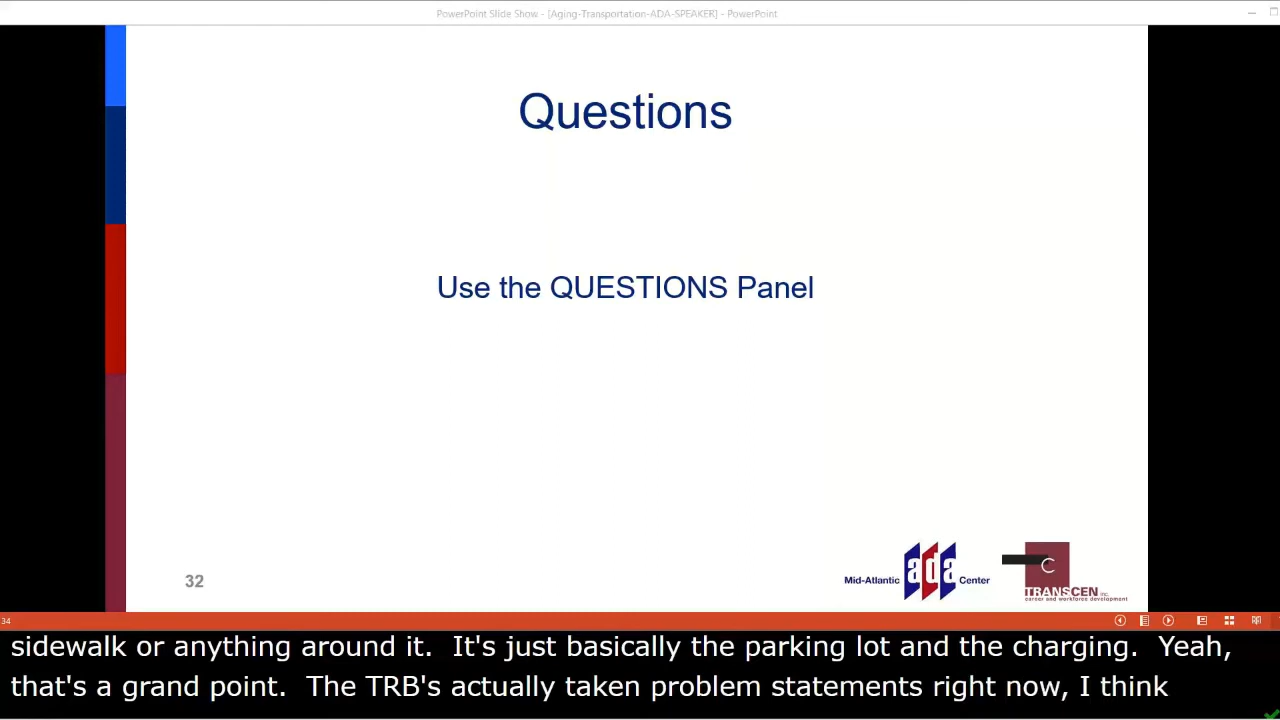 PowerPoint Slide Show - [Aging-Transportation-ADA-SPEAKER] - PowerPoint
Questions
Use the QUESTIONS Panel
32
Mid-Atlantic ada Center
C
TRANSCEN inc.
career and workforce development
34
sidewalk or anything around it.  It's just basically the parking lot and the charging.  Yeah,
that's a grand point.  The TRB's actually taken problem statements right now, I think